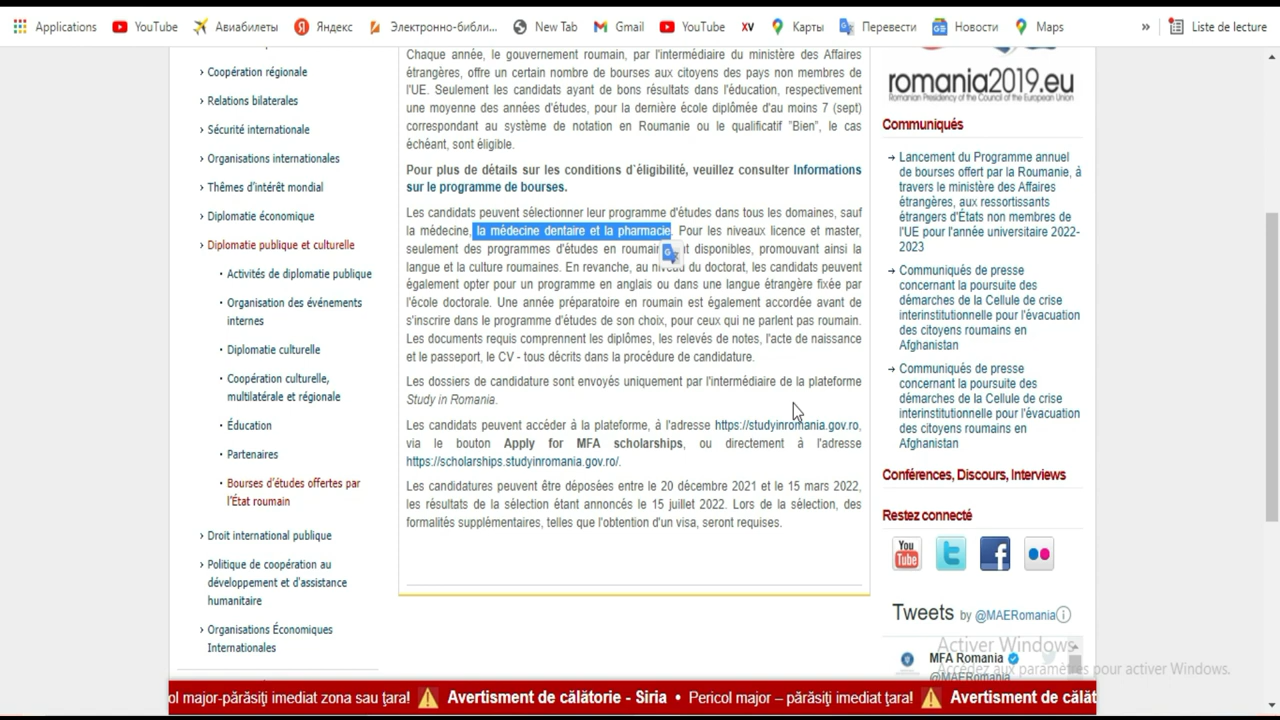 Applications YouTube Авиабилеты Яндекс Электронно-библи... New Tab Gmail YouTube XV Карты Перевести Новости Maps » Liste de lecture
› Coopération régionale
› Relations bilaterales
› Sécurité internationale
› Organisations internationales
› Thêmes d'intérêt mondial
› Diplomatie économique
› Diplomatie publique et culturelle
• Activités de diplomatie publique
• Organisation des événements
internes
• Diplomatie culturelle
• Coopération culturelle,
multilatérale et régionale
• Éducation
• Partenaires
• Bourses d'études offertes par
l'État roumain
› Droit international publique
› Politique de coopération au
développement et d'assistance
humanitaire
› Organisations Économiques
Internationales
Chaque année, le gouvernement roumain, par l'intermédiaire du ministère des Affaires
étrangères, offre un certain nombre de bourses aux citoyens des pays non membres de
l'UE. Seulement les candidats ayant de bons résultats dans l'éducation, respectivement
une moyenne des années d'études, pour la dernière école diplômée d'au moins 7 (sept)
correspondant au système de notation en Roumanie ou le qualificatif "Bien", le cas
échéant, sont éligible.
Pour plus de détails sur les conditions d`éligibilité, veuillez consulter Informations
sur le programme de bourses.
Les candidats peuvent sélectionner leur programme d'études dans tous les domaines, sauf
la médecine, la médecine dentaire et la pharmacie. Pour les niveaux licence et master,
seulement des programmes d'études en roumain nt disponibles, promouvant ainsi la
langue et la culture roumaines. En revanche, au niveau du doctorat, les candidats peuvent
également opter pour un programme en anglais ou dans une langue étrangère fixée par
l'école doctorale. Une année préparatoire en roumain est également accordée avant de
s'inscrire dans le programme d'études de son choix, pour ceux qui ne parlent pas roumain.
Les documents requis comprennent les diplômes, les relevés de notes, l'acte de naissance
et le passeport, le CV - tous décrits dans la procédure de candidature.
Les dossiers de candidature sont envoyés uniquement par l'intermédiaire de la plateforme
Study in Romania.
Les candidats peuvent accéder à la plateforme, à l'adresse https://studyinromania.gov.ro,
via le bouton Apply for MFA scholarships, ou directement à l'adresse
https://scholarships.studyinromania.gov.ro/.
Les candidatures peuvent être déposées entre le 20 décembre 2021 et le 15 mars 2022,
les résultats de la sélection étant annoncés le 15 juillet 2022. Lors de la sélection, des
formalités supplémentaires, telles que l'obtention d'un visa, seront requises.
romania2019.eu
Romanian Presidency of the Council of the European Union
Communiqués
→ Lancement du Programme annuel
de bourses offert par la Roumanie, à
travers le ministère des Affaires
étrangères, aux ressortissants
étrangers d'États non membres de
l'UE pour l'année universitaire 2022-
2023
→ Communiqués de presse
concernant la poursuite des
démarches de la Cellule de crise
interinstitutionnelle pour l'évacuation
des citoyens roumains en
Afghanistan
→ Communiqués de presse
concernant la poursuite des
démarches de la Cellule de crise
interinstitutionnelle pour l'évacuation
des citoyens roumains en
Afghanistan
Conférences, Discours, Interviews
Restez connecté
You
Tube
Tweets by @MAERomania
MFA Romania
@MAERomania
Activer Windows
Accédez aux paramètres pour activer Windows.
ol major-părăsiţi imediat zona sau ţara! Avertisment de călătorie - Siria • Pericol major – părăsiţi imediat ţara! Avertisment de călăt